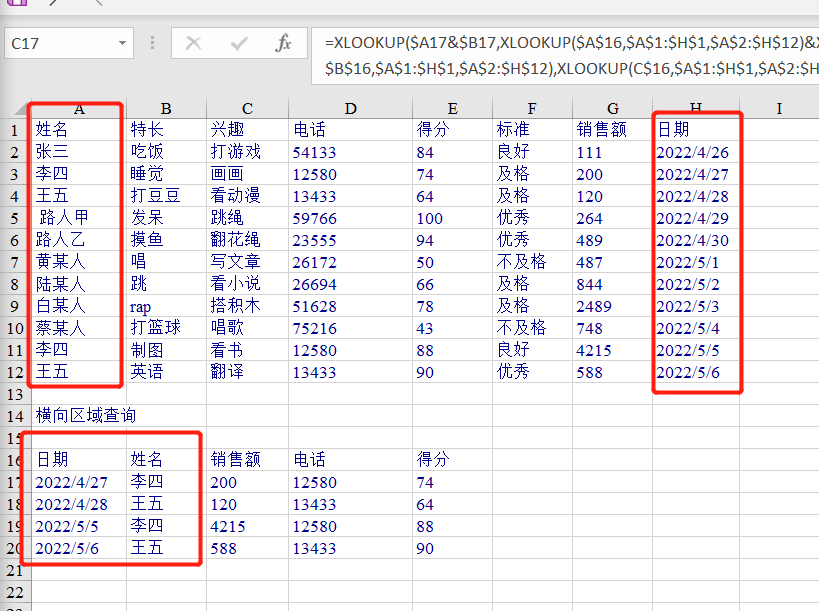 C17
fx
=XLOOKUP($A17&$B17,XLOOKUP($A$16,$A$1:$H$1,$A$2:$H$12)&X
$B$16,$A$1:$H$1,$A$2:$H$12),XLOOKUP(C$16,$A$1:$H$1,$A$2:$H
A B C D E F G H I
1 姓名 特长 兴趣 电话 得分 标准 销售额 日期
2 张三 吃饭 打游戏 54133 84 良好 111 2022/4/26
3 李四 睡觉 画画 12580 74 及格 200 2022/4/27
4 王五 打豆豆 看动漫 13433 64 及格 120 2022/4/28
5 路人甲 发呆 跳绳 59766 100 优秀 264 2022/4/29
6 路人乙 摸鱼 翻花绳 23555 94 优秀 489 2022/4/30
7 黄某人 唱 写文章 26172 50 不及格 487 2022/5/1
8 陆某人 跳 看小说 26694 66 及格 844 2022/5/2
9 白某人 rap 搭积木 51628 78 及格 2489 2022/5/3
10 蔡某人 打篮球 唱歌 75216 43 不及格 748 2022/5/4
11 李四 制图 看书 12580 88 良好 4215 2022/5/5
12 王五 英语 翻译 13433 90 优秀 588 2022/5/6
13
14 横向区域查询
15
16 日期 姓名 销售额 电话 得分
17 2022/4/27 李四 200 12580 74
18 2022/4/28 王五 120 13433 64
19 2022/5/5 李四 4215 12580 88
20 2022/5/6 王五 588 13433 90
21
22